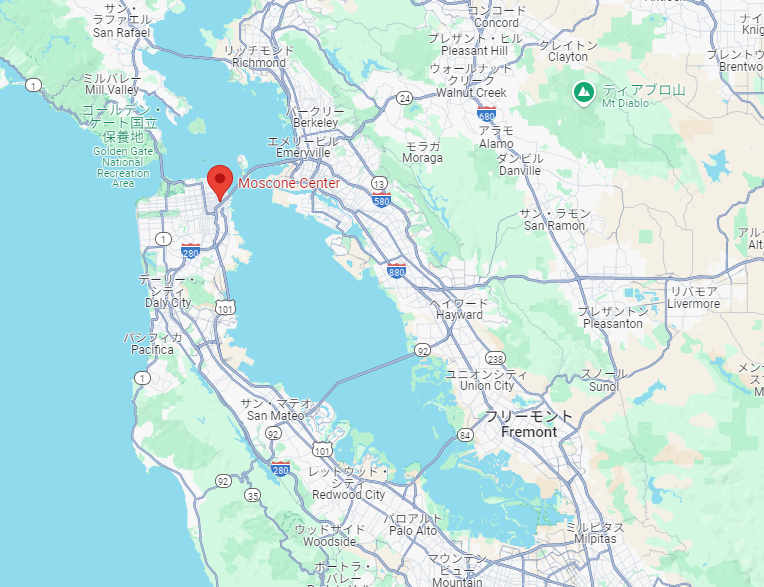 サン・
ラファエル
San Rafael
コンコード
Concord
リッチモンド
Richmond
プレザント・ヒル
Pleasant Hill
クレイトン
Clayton
ウォールナット
クリーク
Walnut Creek
ブレントウ
Brentwoo
ミルバレー
Mill Valley
1
24
680
ディアブロ山
Mt Diablo
ゴールデン・
ゲート国立
保養地
Golden Gate
National
Recreation
Area
バークリー
Berkeley
エメリービル
Emeryville
モラガ
Moraga
アラモ
Alamo
ダンビル
Danville
Moscone Center
13
580
サン・ラモン
San Ramon
1
280
880
デーリー・
シティ
Daly City
101
ヘイワード
Hayward
リバモア
Livermore
プレザントン
Pleasanton
パシフィカ
Pacifica
92
238
1
ユニオンシティ
Union City
スノール
Sunol
サン・マテオ
San Mateo
フリーモント
Fremont
92
84
101
280
レッドウッド・
シティ
Redwood City
92
35
パロアルト
Palo Alto
ウッドサイド
Woodside
ミルピタス
Milpitas
マウンテン
ビュー
Mountain
ポートラ・
バレー